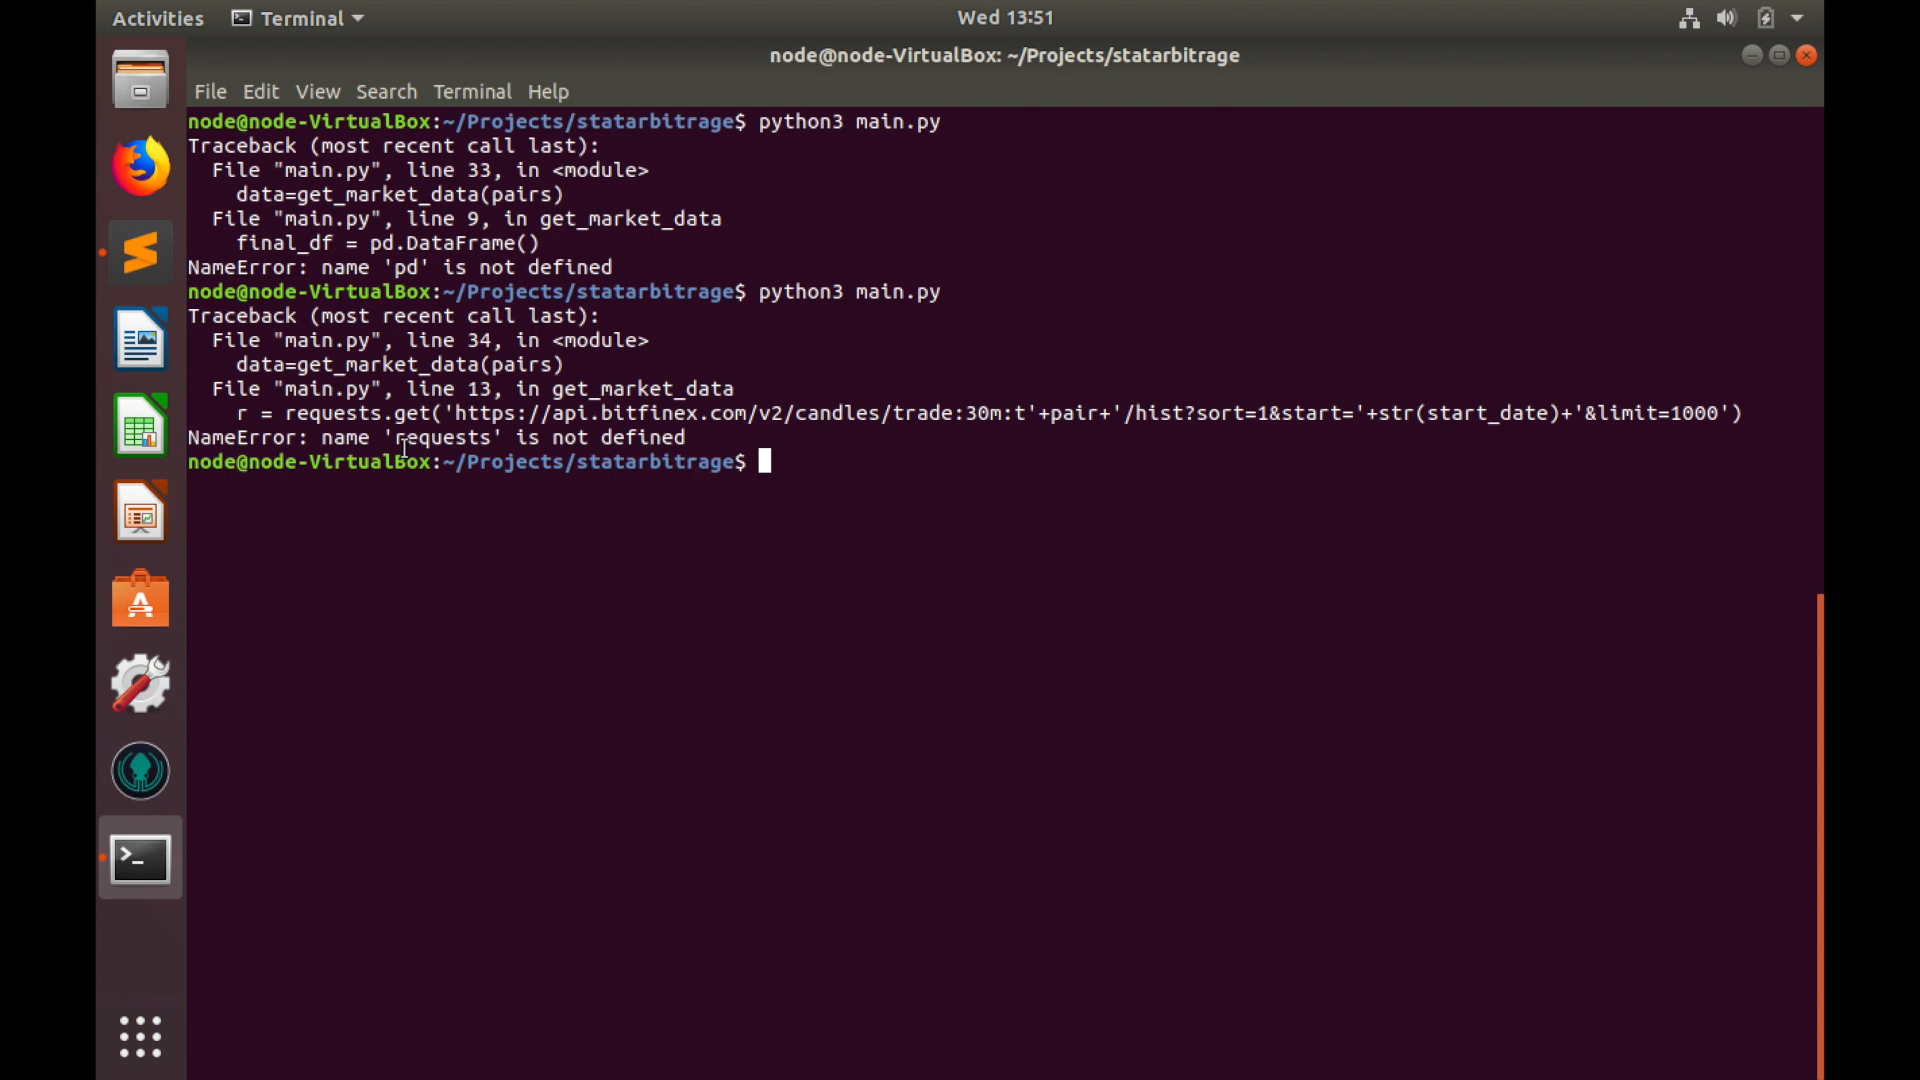 Activities Terminal Wed 13:51
node@node-VirtualBox: ~/Projects/statarbitrage
File Edit View Search Terminal Help
node@node-VirtualBox:~/Projects/statarbitrage$ python3 main.py
Traceback (most recent call last):
  File "main.py", line 33, in <module>
    data=get_market_data(pairs)
  File "main.py", line 9, in get_market_data
    final_df = pd.DataFrame()
NameError: name 'pd' is not defined
node@node-VirtualBox:~/Projects/statarbitrage$ python3 main.py
Traceback (most recent call last):
  File "main.py", line 34, in <module>
    data=get_market_data(pairs)
  File "main.py", line 13, in get_market_data
    r = requests.get('https://api.bitfinex.com/v2/candles/trade:30m:t'+pair+'/hist?sort=1&start='+str(start_date)+'&limit=1000')
NameError: name 'requests' is not defined
node@node-VirtualBox:~/Projects/statarbitrage$